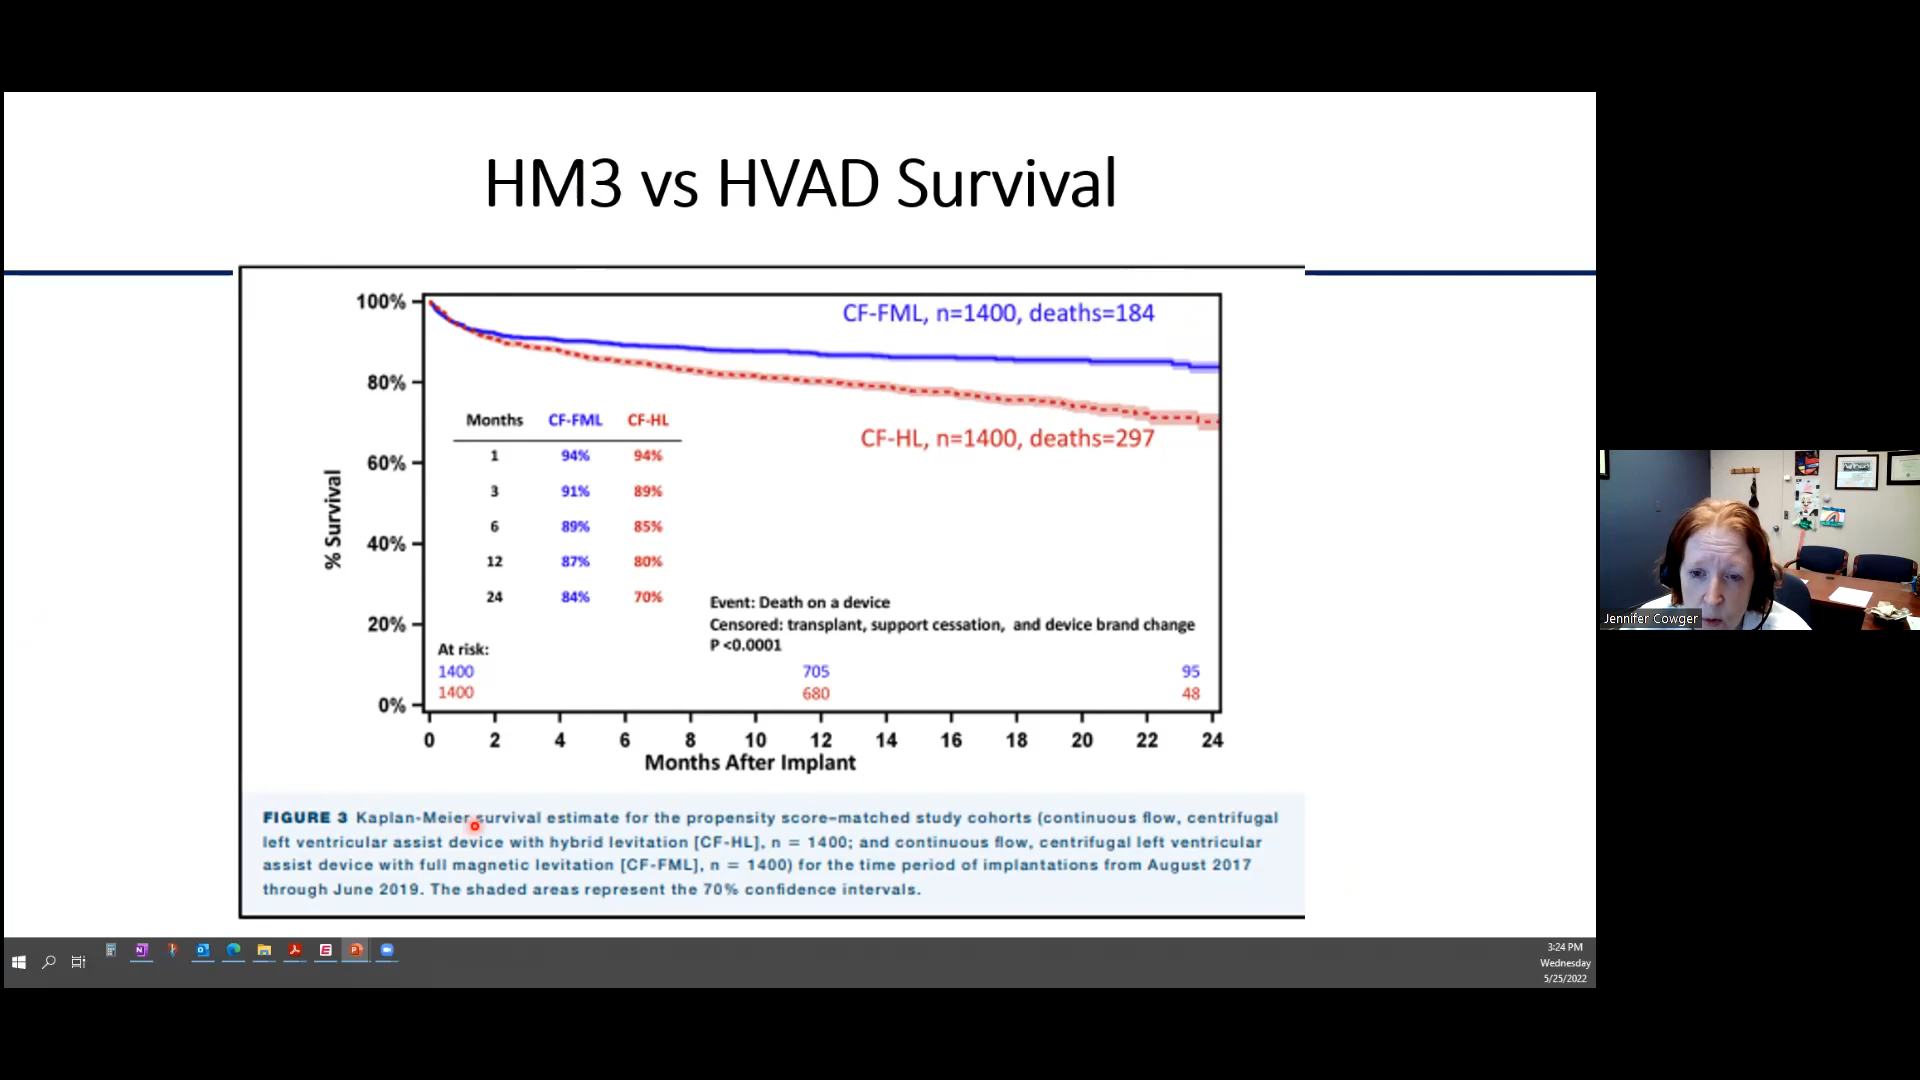 HM3 vs HVAD Survival
100%
80%
60%
40%
20%
0%
% Survival
CF-FML, n=1400, deaths=184
CF-HL, n=1400, deaths=297
Months CF-FML CF-HL
1 94% 94%
3 91% 89%
6 89% 85%
12 87% 80%
24 84% 70%
Event: Death on a device
Censored: transplant, support cessation, and device brand change
P <0.0001
At risk:
1400 705 95
1400 680 48
0 2 4 6 8 10 12 14 16 18 20 22 24
Months After Implant
FIGURE 3 Kaplan-Meier survival estimate for the propensity score–matched study cohorts (continuous flow, centrifugal
left ventricular assist device with hybrid levitation [CF-HL], n = 1400; and continuous flow, centrifugal left ventricular
assist device with full magnetic levitation [CF-FML], n = 1400) for the time period of implantations from August 2017
through June 2019. The shaded areas represent the 70% confidence intervals.
Jennifer Cowger
3:24 PM
Wednesday
5/25/2022